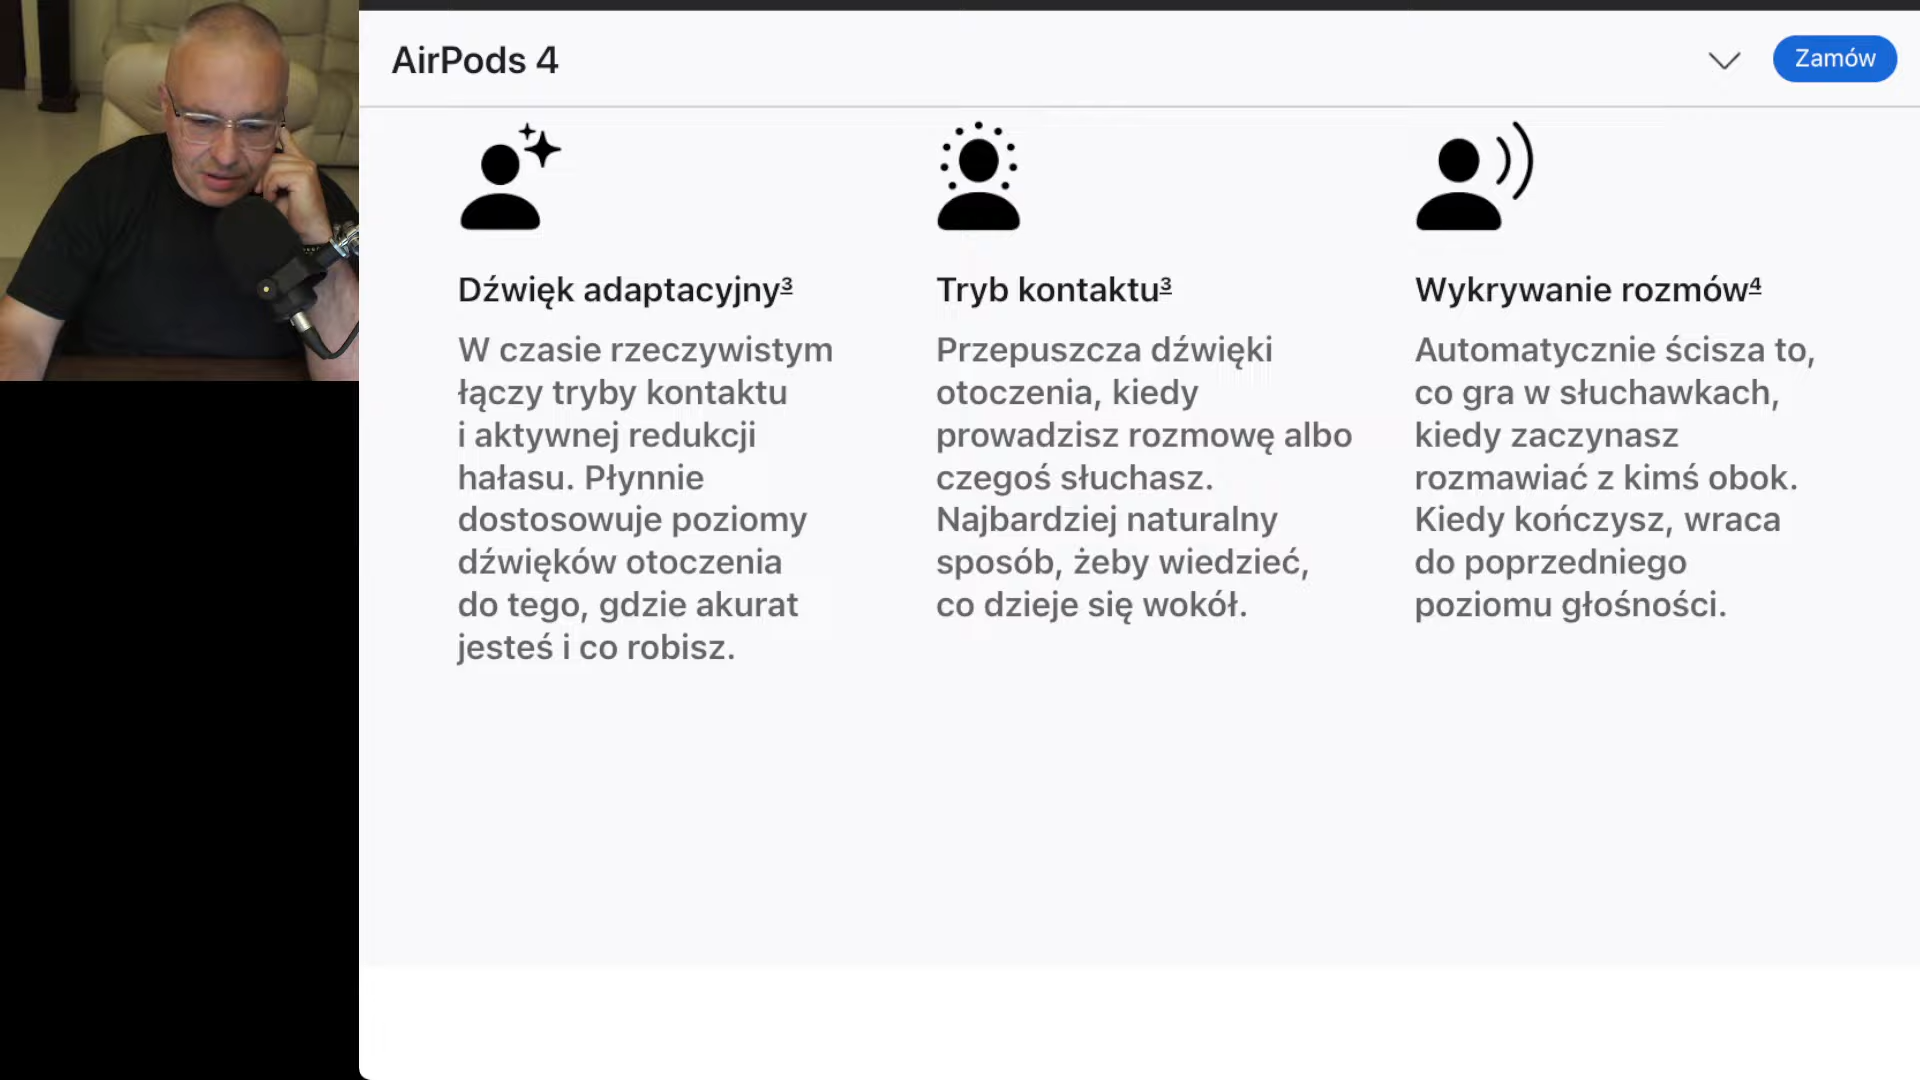 AirPods 4
Zamów
Dźwięk adaptacyjny3
W czasie rzeczywistym
łączy tryby kontaktu
i aktywnej redukcji
hałasu. Płynnie
dostosowuje poziomy
dźwięków otoczenia
do tego, gdzie akurat
jesteś i co robisz.
Tryb kontaktu3
Przepuszcza dźwięki
otoczenia, kiedy
prowadzisz rozmowę albo
czegoś słuchasz.
Najbardziej naturalny
sposób, żeby wiedzieć,
co dzieje się wokół.
Wykrywanie rozmów4
Automatycznie ścisza to,
co gra w słuchawkach,
kiedy zaczynasz
rozmawiać z kimś obok.
Kiedy kończysz, wraca
do poprzedniego
poziomu głośności.